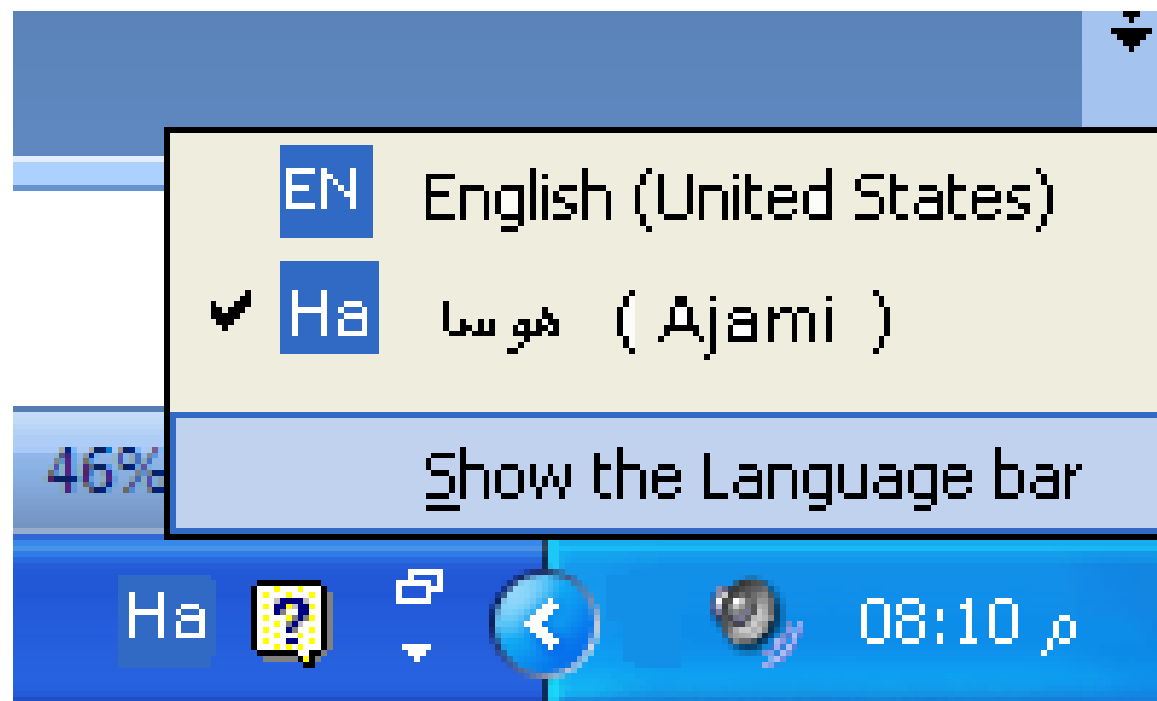 EN English (United States)
Ha هوسا ( Ajami )
46% Show the Language bar
Ha ? 08:10 م